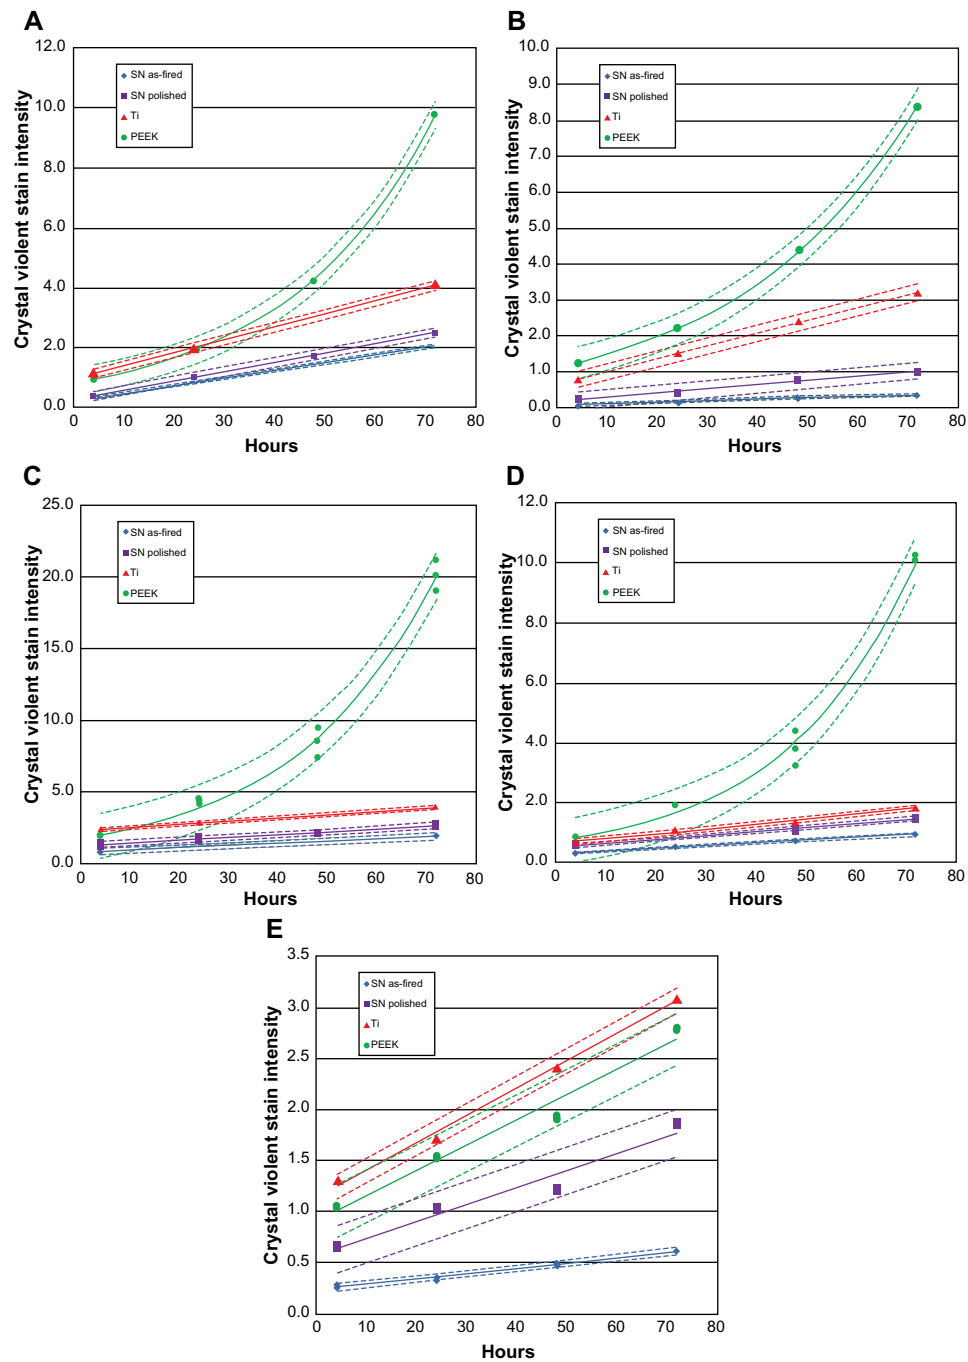 A
12.0
10.0
8.0
6.0
4.0
2.0
0.0
0 10 20 30 40 50 60 70 80
Crystal violent stain intensity
Hours
SN as-fired
SN polished
Ti
PEEK
B
10.0
9.0
8.0
7.0
6.0
5.0
4.0
3.0
2.0
1.0
0.0
0 10 20 30 40 50 60 70 80
Crystal violent stain intensity
Hours
SN as-fired
SN polished
Ti
PEEK
C
25.0
20.0
15.0
10.0
5.0
0.0
0 10 20 30 40 50 60 70 80
Crystal violent stain intensity
Hours
SN as-fired
SN polished
Ti
PEEK
D
12.0
10.0
8.0
6.0
4.0
2.0
0.0
0 10 20 30 40 50 60 70 80
Crystal violent stain intensity
Hours
SN as-fired
SN polished
Ti
PEEK
E
3.5
3.0
2.5
2.0
1.5
1.0
0.5
0.0
0 10 20 30 40 50 60 70 80
Crystal violent stain intensity
Hours
SN as-fired
SN polished
Ti
PEEK